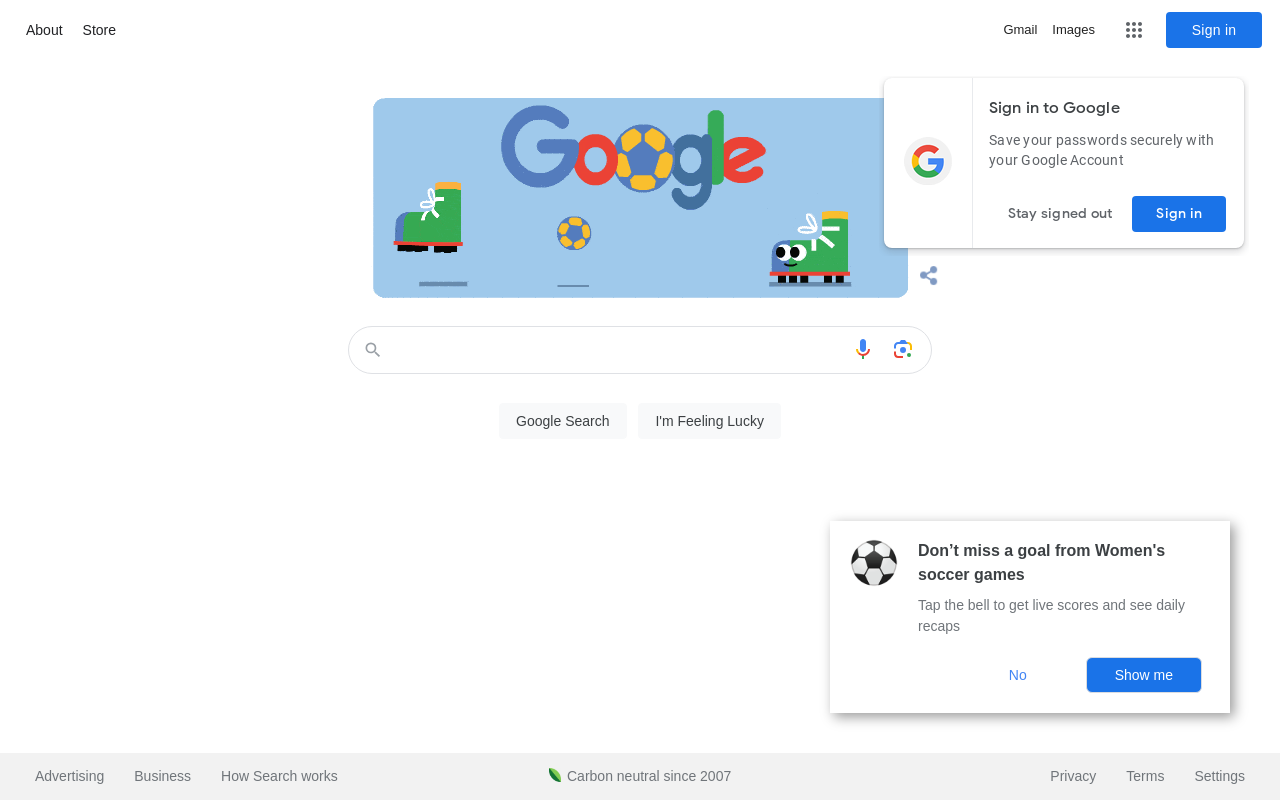 About
Store
Gmail
Images
Sign in
Google
Sign in to Google
Save your passwords securely with
your Google Account
Stay signed out
Sign in
Google Search
I'm Feeling Lucky
Don’t miss a goal from Women's
soccer games
Tap the bell to get live scores and see daily
recaps
No
Show me
Advertising
Business
How Search works
Carbon neutral since 2007
Privacy
Terms
Settings